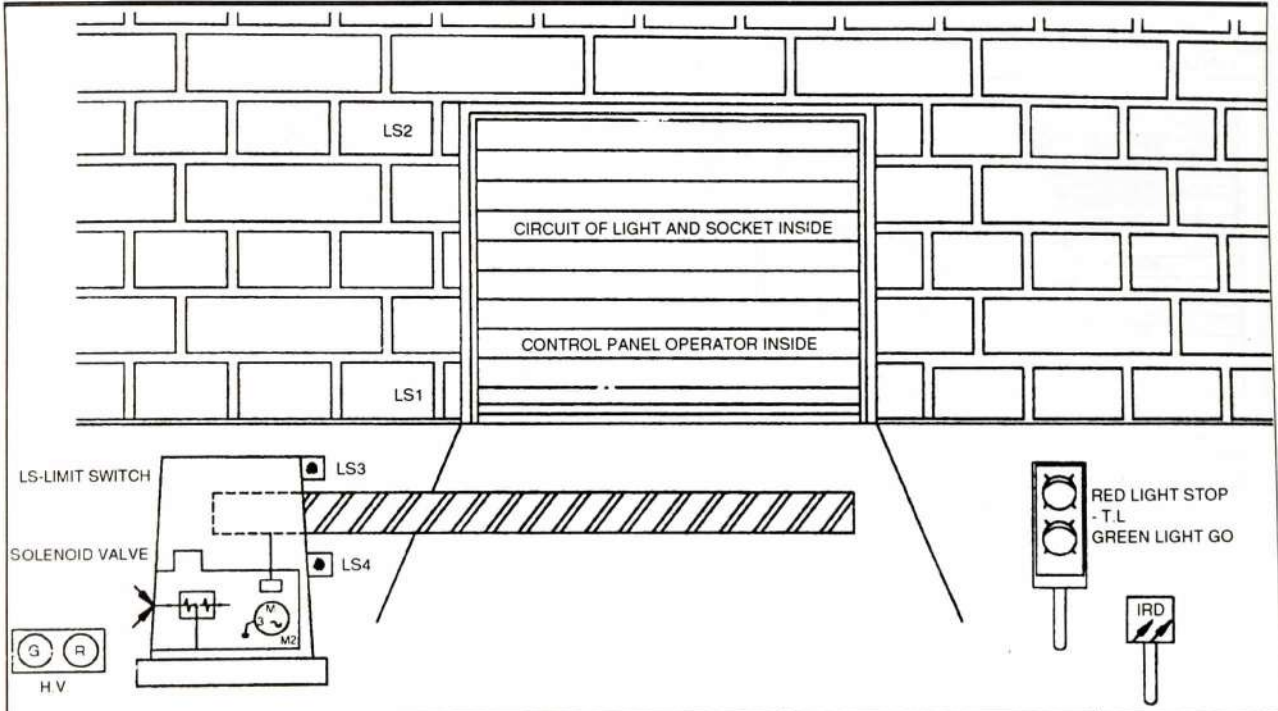 LS2
CIRCUIT OF LIGHT AND SOCKET INSIDE
CONTROL PANEL OPERATOR INSIDE
LS1
LS-LIMIT SWITCH
LS3
RED LIGHT STOP
- T.L
GREEN LIGHT GO
SOLENOID VALVE
LS4
M
3 ~
M2
IRD
G R
H.V.